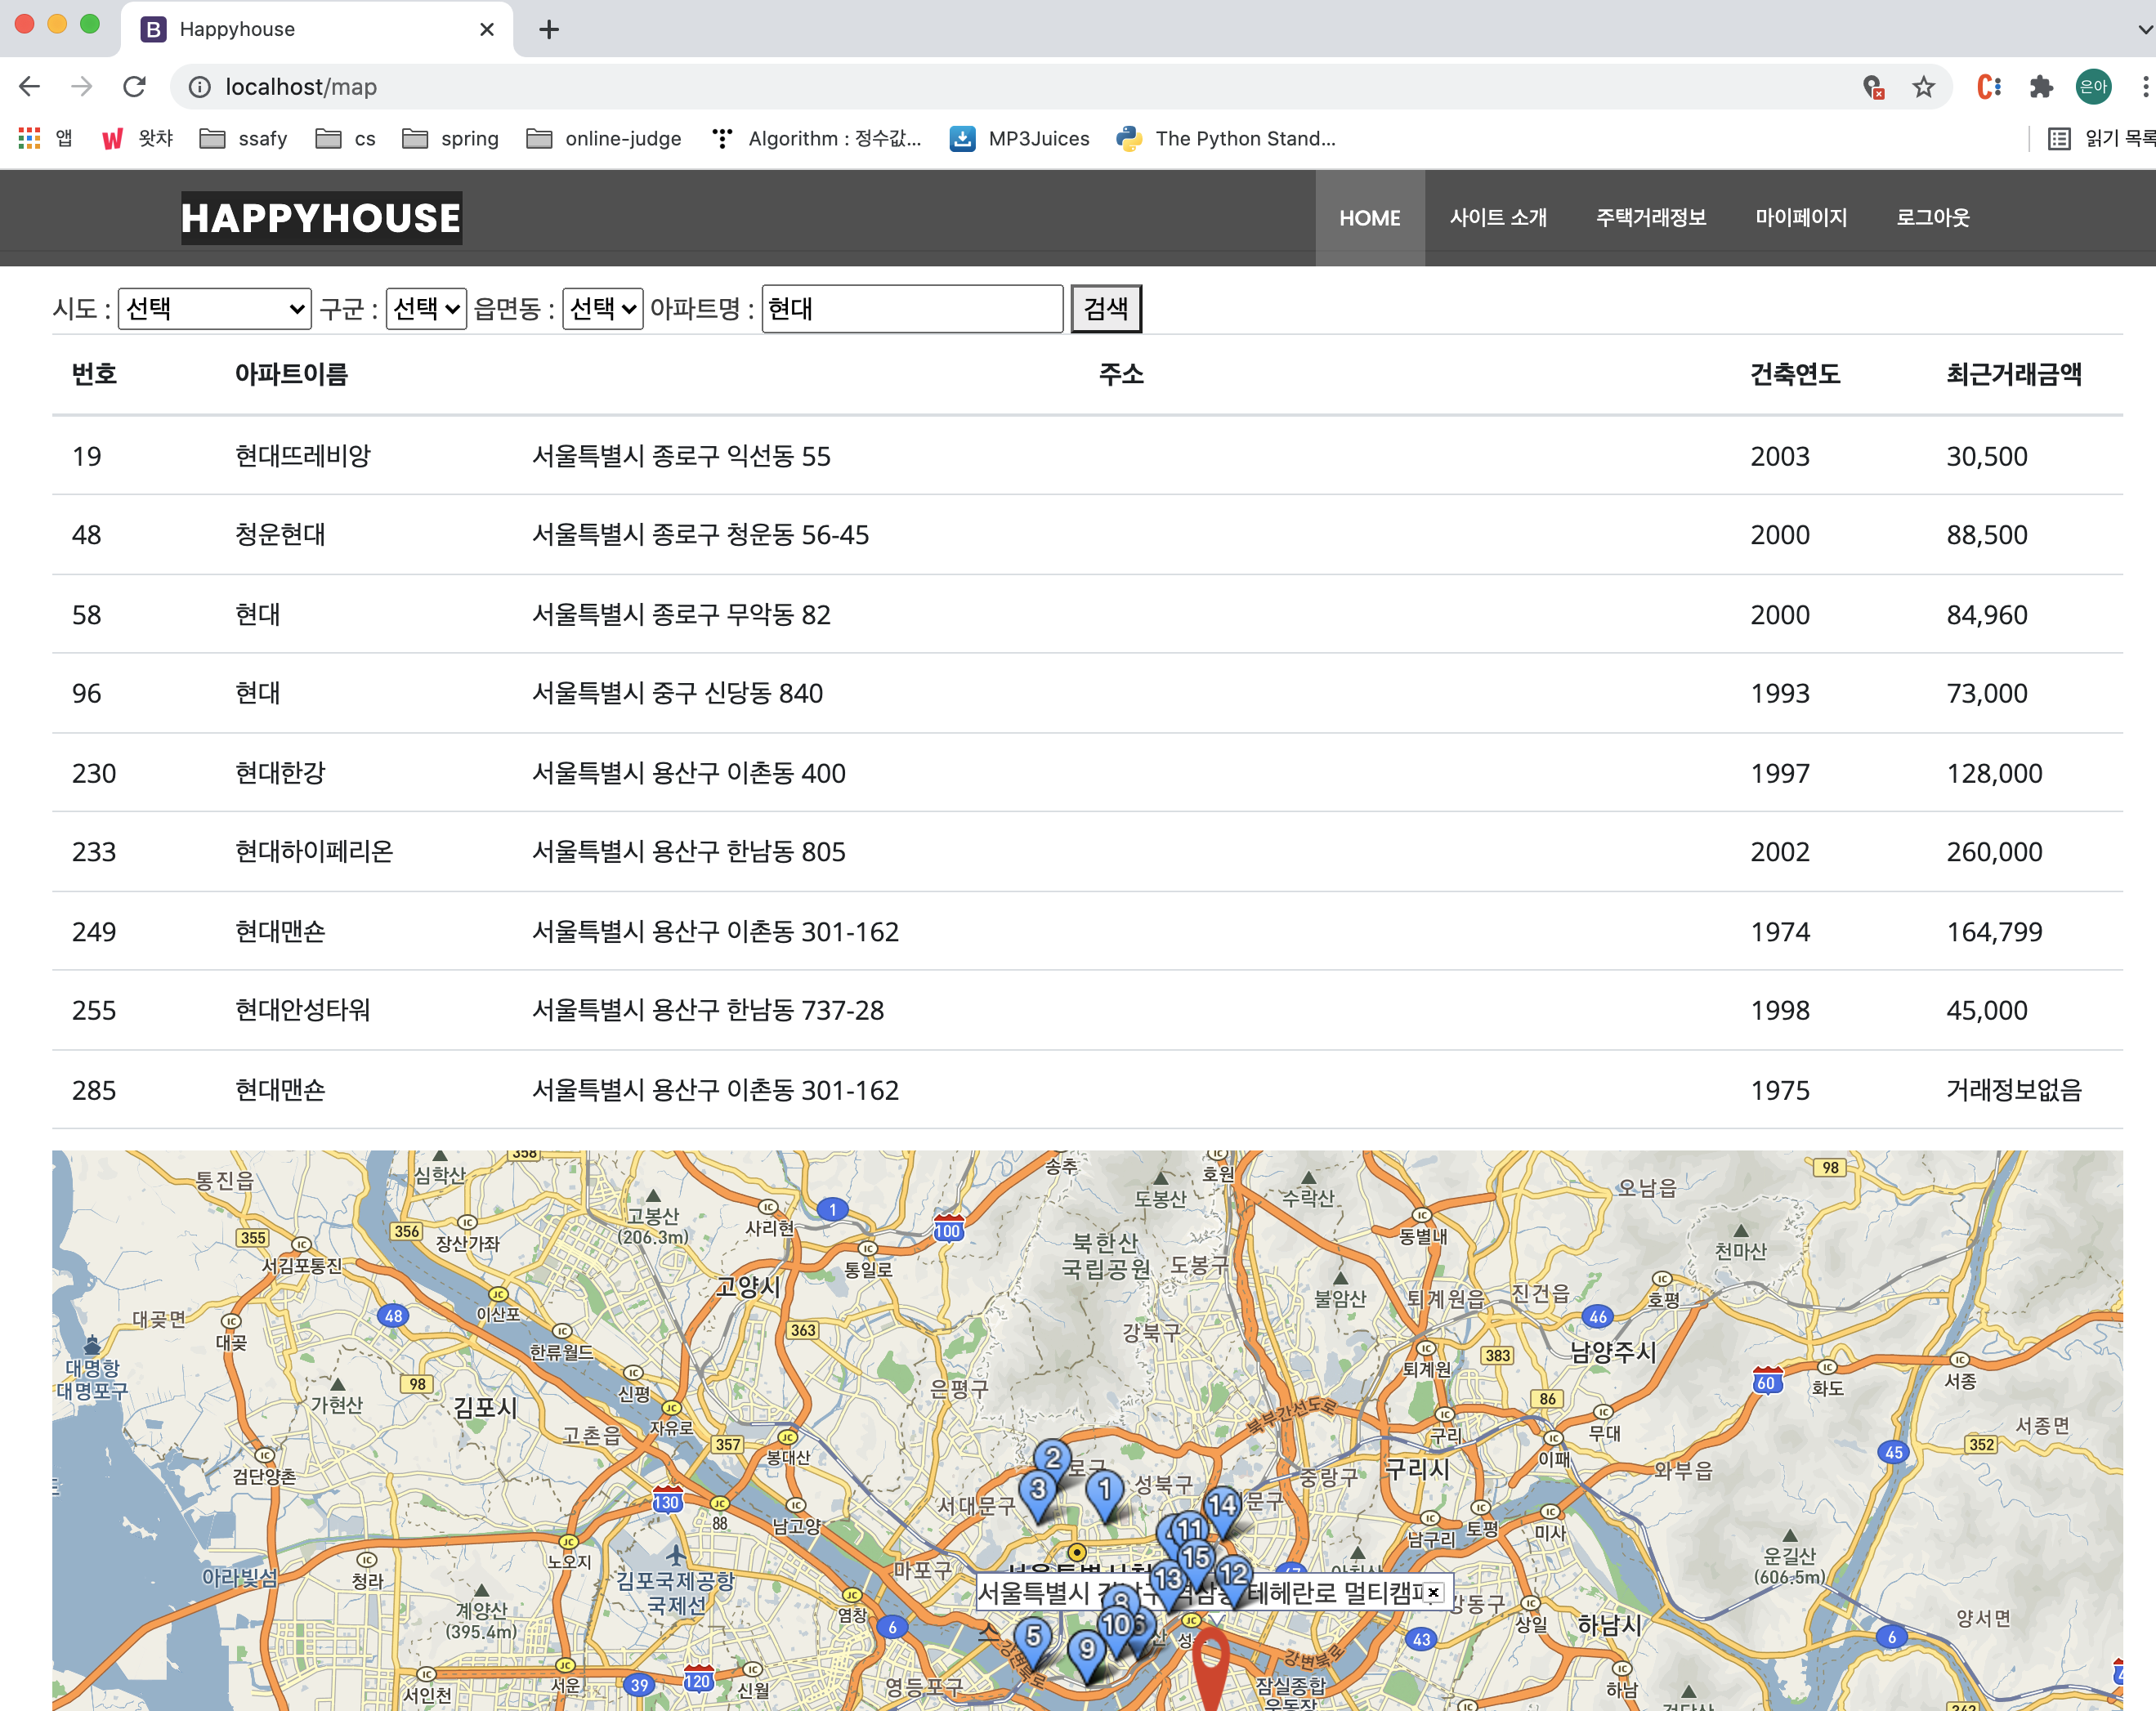 Happyhouse
localhost/map
앱 왓챠 ssafy cs spring online-judge Algorithm : 정수값... MP3Juices The Python Stand... 읽기 목록
HAPPYHOUSE HOME 사이트 소개 주택거래정보 마이페이지 로그아웃
시도 : 선택 구군 : 선택 읍면동 : 선택 아파트명 : 현대 검색
번호 아파트이름 주소 건축연도 최근거래금액
19 현대뜨레비앙 서울특별시 종로구 익선동 55 2003 30,500
48 청운현대 서울특별시 종로구 청운동 56-45 2000 88,500
58 현대 서울특별시 종로구 무악동 82 2000 84,960
96 현대 서울특별시 중구 신당동 840 1993 73,000
230 현대한강 서울특별시 용산구 이촌동 400 1997 128,000
233 현대하이페리온 서울특별시 용산구 한남동 805 2002 260,000
249 현대맨숀 서울특별시 용산구 이촌동 301-162 1974 164,799
255 현대안성타워 서울특별시 용산구 한남동 737-28 1998 45,000
285 현대맨숀 서울특별시 용산구 이촌동 301-162 1975 거래정보없음
통진읍 심학산 358 송추 호원 98
고봉산 (206.3m) 사리현 1 100 도봉산 수락산 오남읍
355 356 장산가좌 통일로 북한산 국립공원 도봉구 동별내 천마산
서김포통진 고양시 불암산 퇴계원읍 진건읍 호평
대곶면 대곶 48 이산포 363 강북구 46
대명항 대명포구 한류월드 383 남양주시
98 신평 은평구 퇴계원 60 화도 서종
가현산 김포시 고촌읍 자유로 357 북부간선도로 86 서종면
검단양촌 봉대산 구리 무대 이패 45 352
2 3 1 성북구 중랑구 구리시 와부읍
130 88 남고양 서대문구 14 11 남구리 토평 미사
노오지 15 운길산 (606.5m)
아라빛섬 청라 김포국제공항 국제선 마포구 13 12
서울특별시 테헤란로 멀티캠
계양산 (395.4m) 염창 8 강동구 상일 하남시 양서면
6 5 10 6 9 43 6
서인천 서운 39 120 신월 영등포구 강변북로 강변북로 잠실종합 운동장 하남